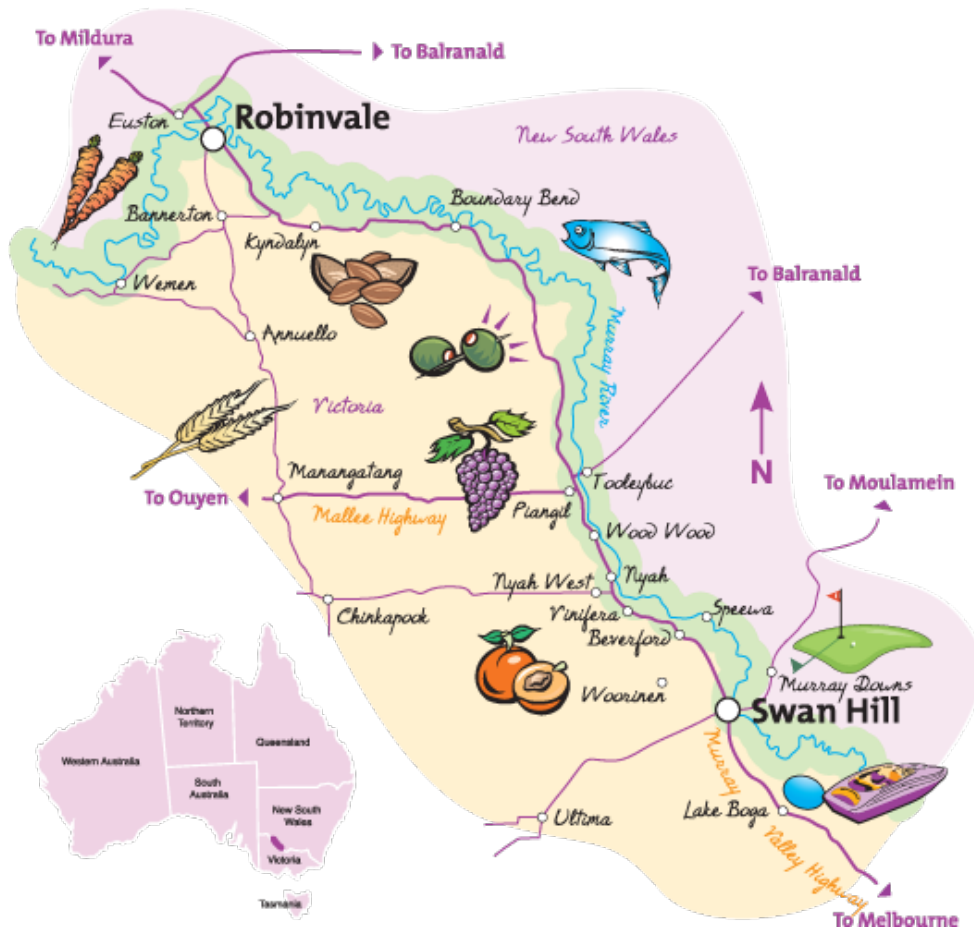 To Mildura
To Balranald
Euston
Robinvale
New South Wales
Bannerton
Kyndalyn
Boundary Bend
Wemen
To Balranald
Annuello
Murray River
Victoria
N
Manangatang
Tooleybuc
To Ouyen
Mallee Highway
Piangil
To Moulamein
Wood Wood
Nyah West
Nyah
Chinkapook
Vinifera
Speewa
Beverford
Woorinen
Murray Downs
Swan Hill
Murray
Valley Highway
Ultima
Lake Boga
To Melbourne
Western Australia
Northern
Territory
Queensland
South
Australia
New South
Wales
Victoria
Tasmania